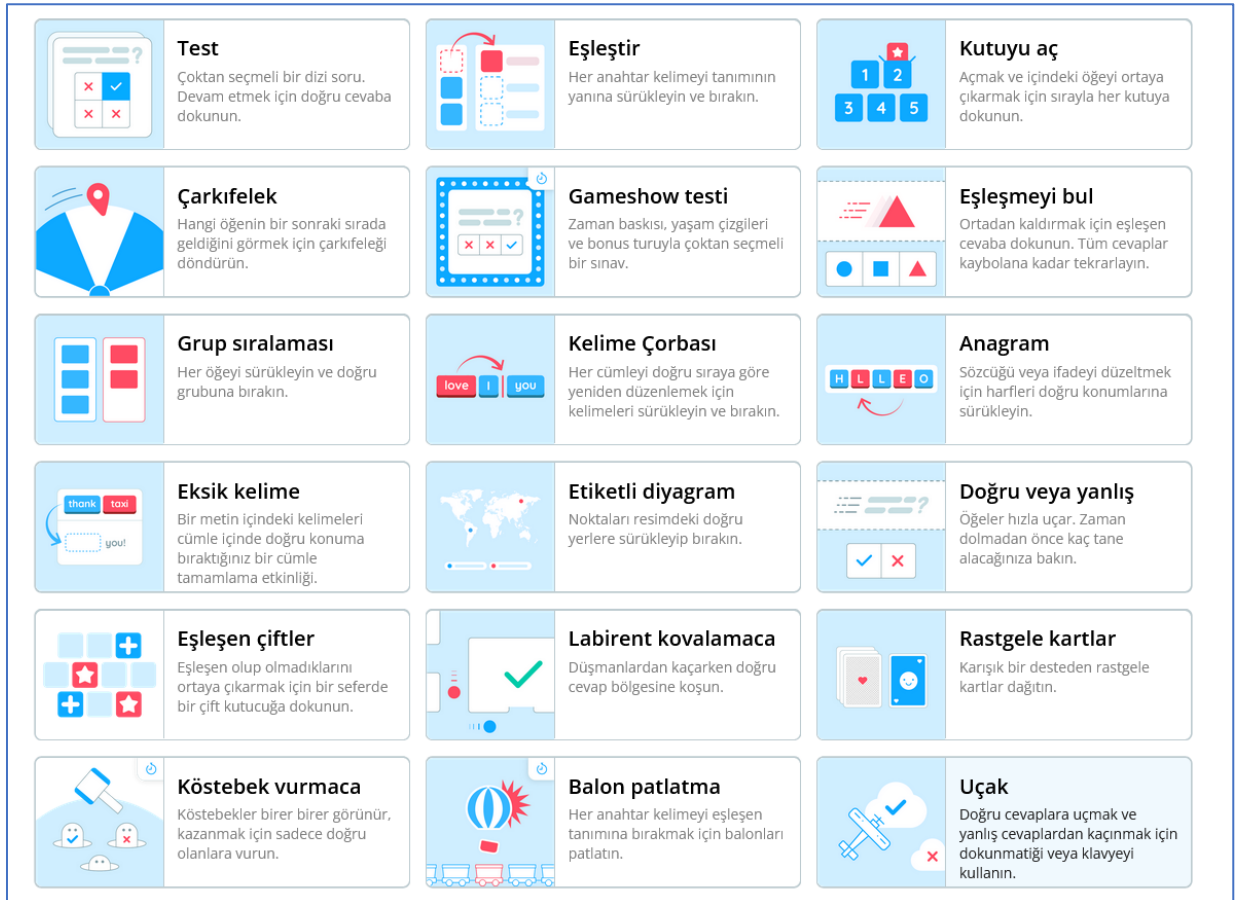 Test
Çoktan seçmeli bir dizi soru.
Devam etmek için doğru cevaba
dokunun.
Eşleştir
Her anahtar kelimeyi tanımının
yanına sürükleyin ve bırakın.
1 2
3 4 5
Kutuyu aç
Açmak ve içindeki öğeyi ortaya
çıkarmak için sırayla her kutuya
dokunun.
Çarkıfelek
Hangi öğenin bir sonraki sırada
geldiğini görmek için çarkıfeleği
döndürün.
Gameshow testi
Zaman baskısı, yaşam çizgileri
ve bonus turuyla çoktan seçmeli
bir sınav.
Eşleşmeyi bul
Ortadan kaldırmak için eşleşen
cevaba dokunun. Tüm cevaplar
kaybolana kadar tekrarlayın.
Grup sıralaması
Her öğeyi sürükleyin ve doğru
grubuna bırakın.
love I you
Kelime Çorbası
Her cümleyi doğru sıraya göre
yeniden düzenlemek için
kelimeleri sürükleyin ve bırakın.
H L L E O
Anagram
Sözcüğü veya ifadeyi düzeltmek
için harfleri doğru konumlarına
sürükleyin.
thank taxi
you!
Eksik kelime
Bir metin içindeki kelimeleri
cümle içinde doğru konuma
bıraktığınız bir cümle
tamamlama etkinliği.
Etiketli diyagram
Noktaları resimdeki doğru
yerlere sürükleyip bırakın.
Doğru veya yanlış
Öğeler hızla uçar. Zaman
dolmadan önce kaç tane
alacağınıza bakın.
Eşleşen çiftler
Eşleşen olup olmadıklarını
ortaya çıkarmak için bir seferde
bir çift kutucuğa dokunun.
Labirent kovalamaca
Düşmanlardan kaçarken doğru
cevap bölgesine koşun.
Rastgele kartlar
Karışık bir desteden rastgele
kartlar dağıtın.
Köstebek vurmaca
Köstebekler birer birer görünür,
kazanmak için sadece doğru
olanlara vurun.
Balon patlatma
Her anahtar kelimeyi eşleşen
tanımına bırakmak için balonları
patlatın.
Uçak
Doğru cevaplara uçmak ve
yanlış cevaplardan kaçınmak için
dokunmatiği veya klavyeyi
kullanın.